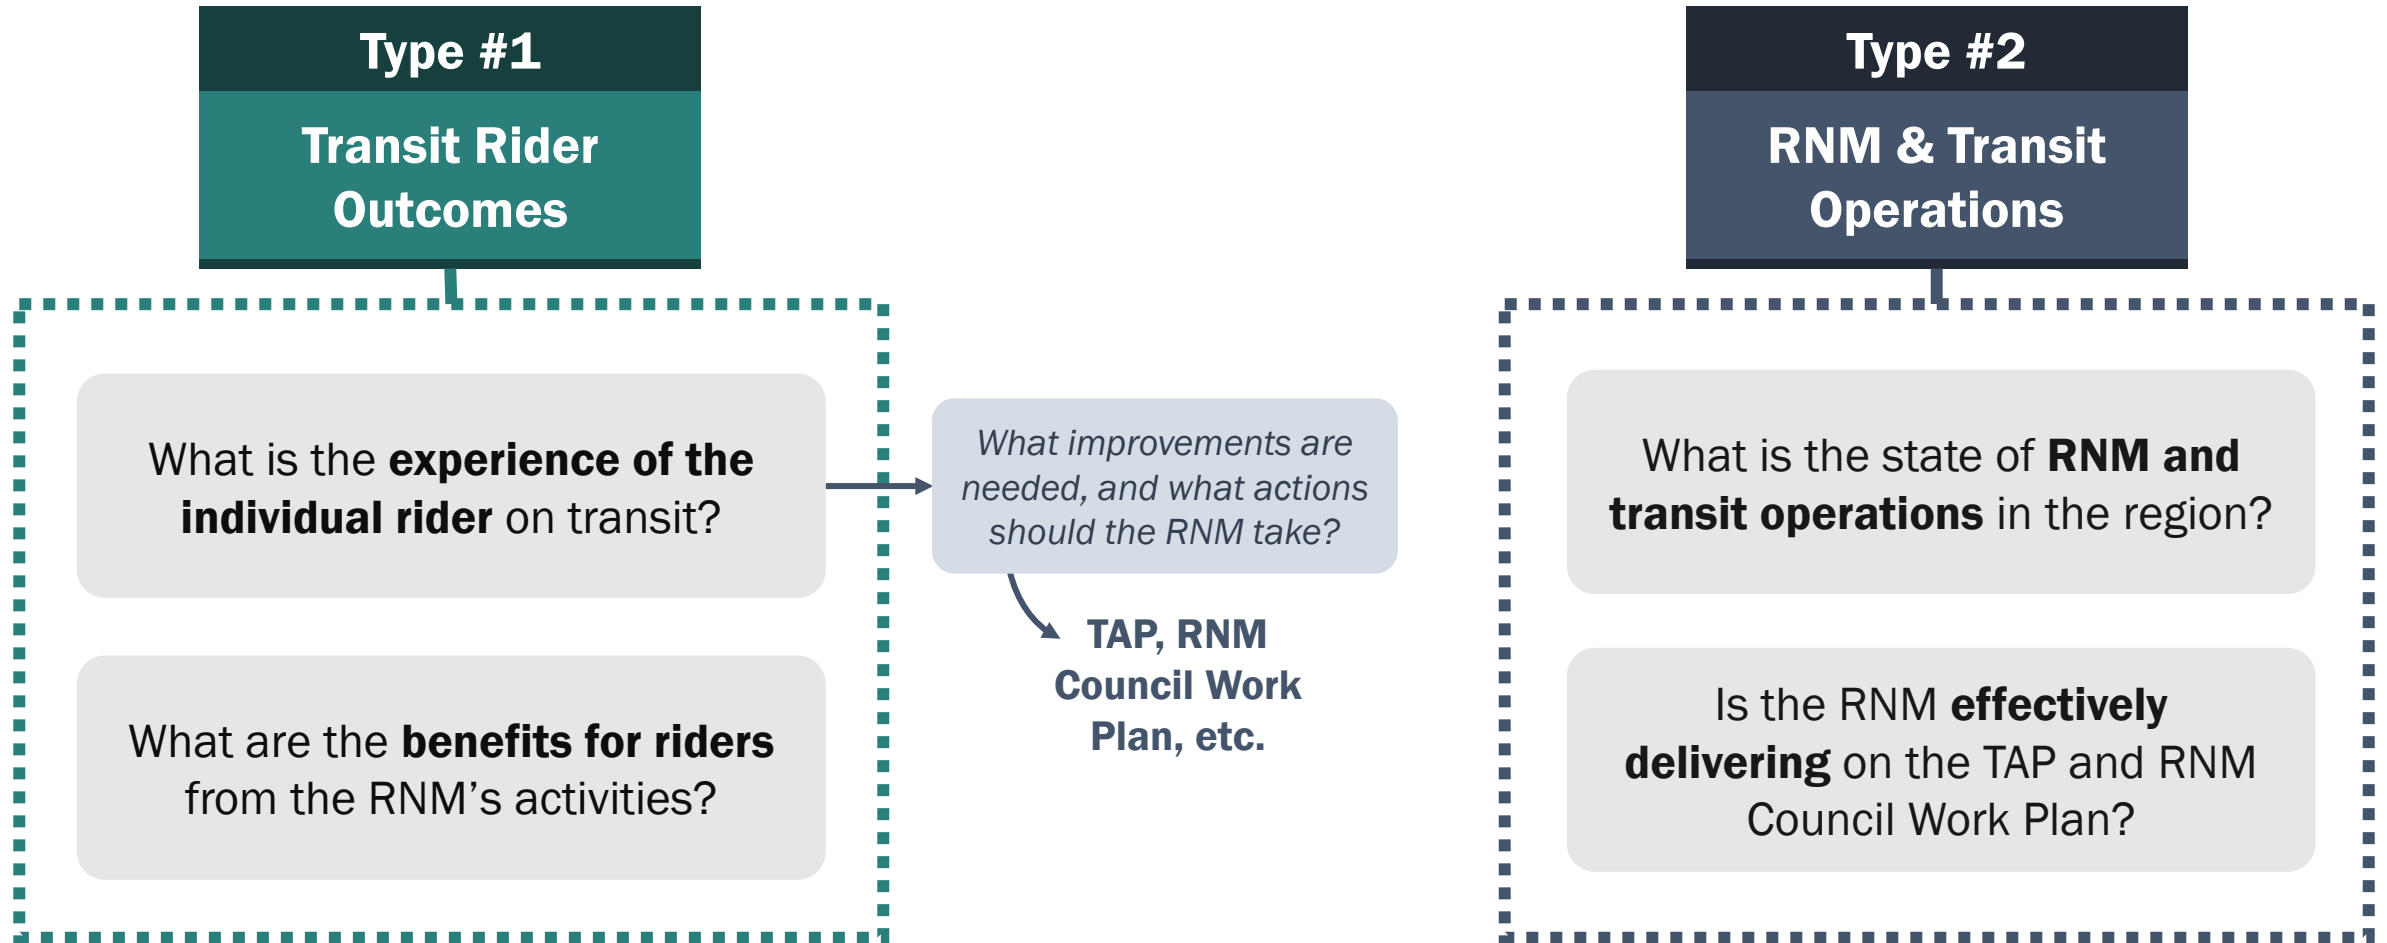 Type #1
Transit Rider
Outcomes
What is the experience of the
individual rider on transit?
What are the benefits for riders
from the RNM’s activities?
What improvements are
needed, and what actions
should the RNM take?
TAP, RNM
Council Work
Plan, etc.
Type #2
RNM & Transit
Operations
What is the state of RNM and
transit operations in the region?
Is the RNM effectively
delivering on the TAP and RNM
Council Work Plan?